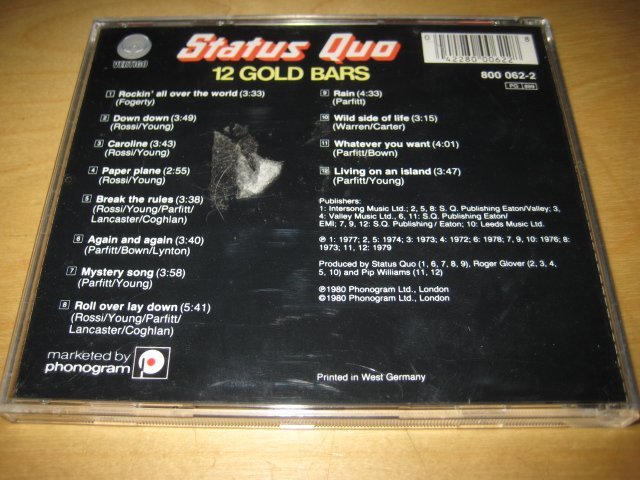 VERTIGO
Status Quo
12 GOLD BARS
0 8
42280 00622
800 062-2
PG 899
1 Rockin' all over the world (3:33)
(Fogerty)
2 Down down (3:49)
(Rossi/Young)
3 Caroline (3:43)
(Rossi/Young)
4 Paper plane (2:55)
(Rossi/Young)
5 Break the rules (3:38)
(Rossi/Young/Parfitt/
Lancaster/Coghlan)
6 Again and again (3:40)
(Parfitt/Bown/Lynton)
7 Mystery song (3:58)
(Parfitt/Young)
8 Roll over lay down (5:41)
(Rossi/Young/Parfitt/
Lancaster/Coghlan)
9 Rain (4:33)
(Parfitt)
10 Wild side of life (3:15)
(Warren/Carter)
11 Whatever you want (4:01)
(Parfitt/Bown)
12 Living on an island (3:47)
(Parfitt/Young)
Publishers:
1: Intersong Music Ltd.; 2, 5, 8: S.Q. Publishing Eaton/Valley; 3,
4: Valley Music Ltd., 6, 11: S.Q. Publishing Eaton/
EMI; 7, 9, 12: S.Q. Publishing / Eaton; 10: Leeds Music Ltd.
℗ 1: 1977; 2, 5: 1974; 3: 1973; 4: 1972; 6: 1978; 7, 9, 10: 1976; 8:
1973; 11, 12: 1979
Produced by Status Quo (1, 6, 7, 8, 9), Roger Glover (2, 3, 4,
5, 10) and Pip Williams (11, 12)
℗1980 Phonogram Ltd., London
©1980 Phonogram Ltd., London
marketed by
phonogram
Printed in West Germany